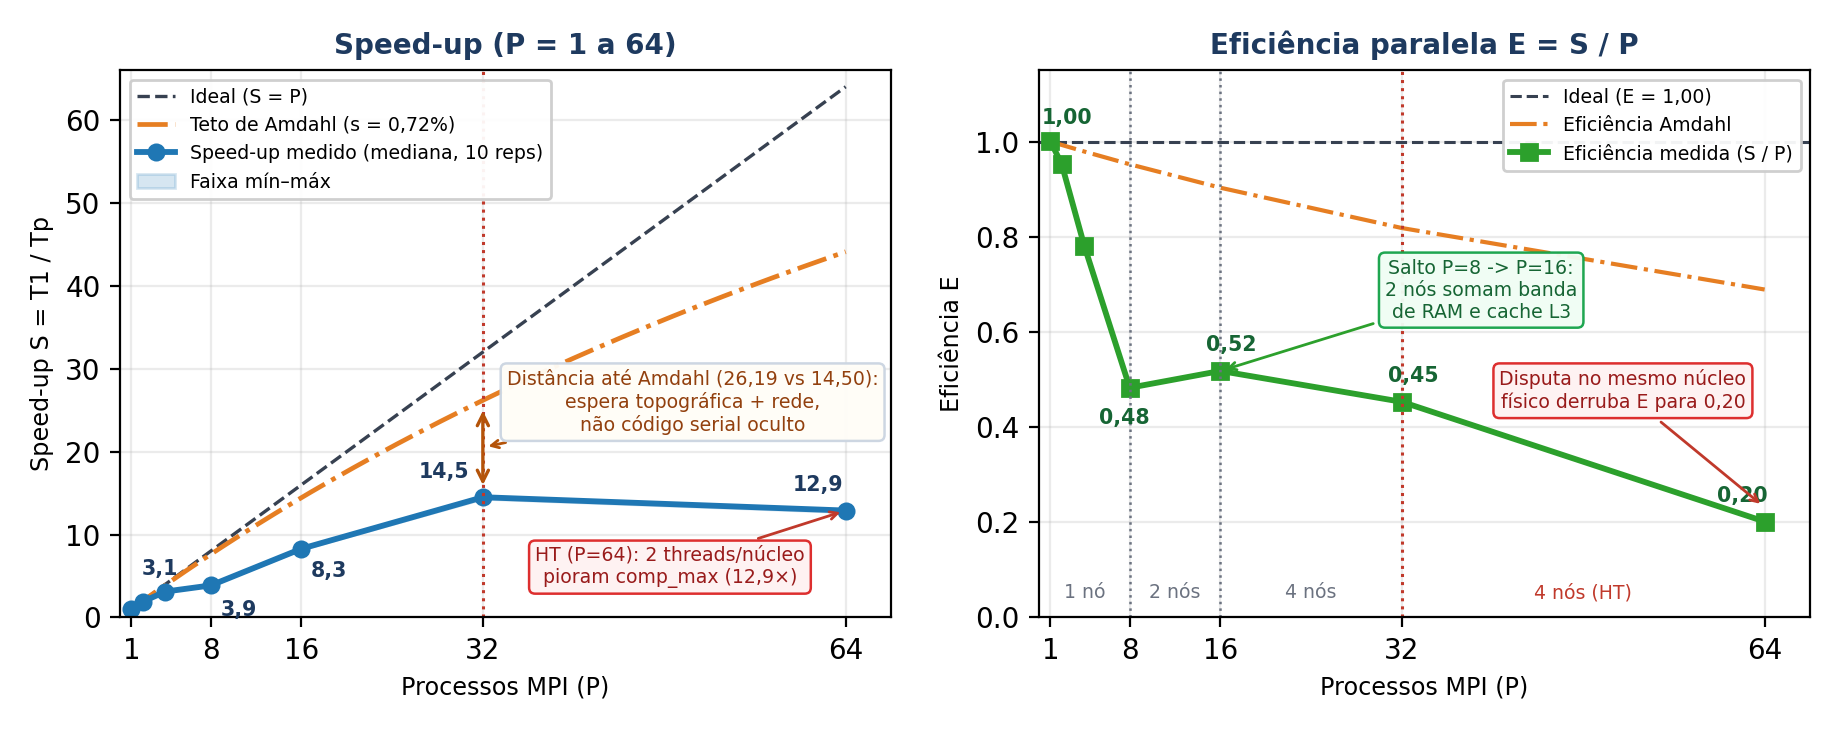 Speed-up (P = 1 a 64)
Ideal (S = P)
Teto de Amdahl (s = 0,72%)
Speed-up medido (mediana, 10 reps)
Faixa mín–máx
Speed-up S = T1 / Tp
60
50
40
30
20
10
0
Distância até Amdahl (26,19 vs 14,50):
espera topográfica + rede,
não código serial oculto
3,1
3,9
8,3
14,5
12,9
HT (P=64): 2 threads/núcleo
pioram comp_max (12,9×)
1
8
16
32
64
Processos MPI (P)
Eficiência paralela E = S / P
Ideal (E = 1,00)
Eficiência Amdahl
Eficiência medida (S / P)
Eficiência E
1.0
0.8
0.6
0.4
0.2
0.0
1,00
Salto P=8 -> P=16:
2 nós somam banda
de RAM e cache L3
0,48
0,52
0,45
Disputa no mesmo núcleo
físico derruba E para 0,20
0,20
1 nó
2 nós
4 nós
4 nós (HT)
1
8
16
32
64
Processos MPI (P)